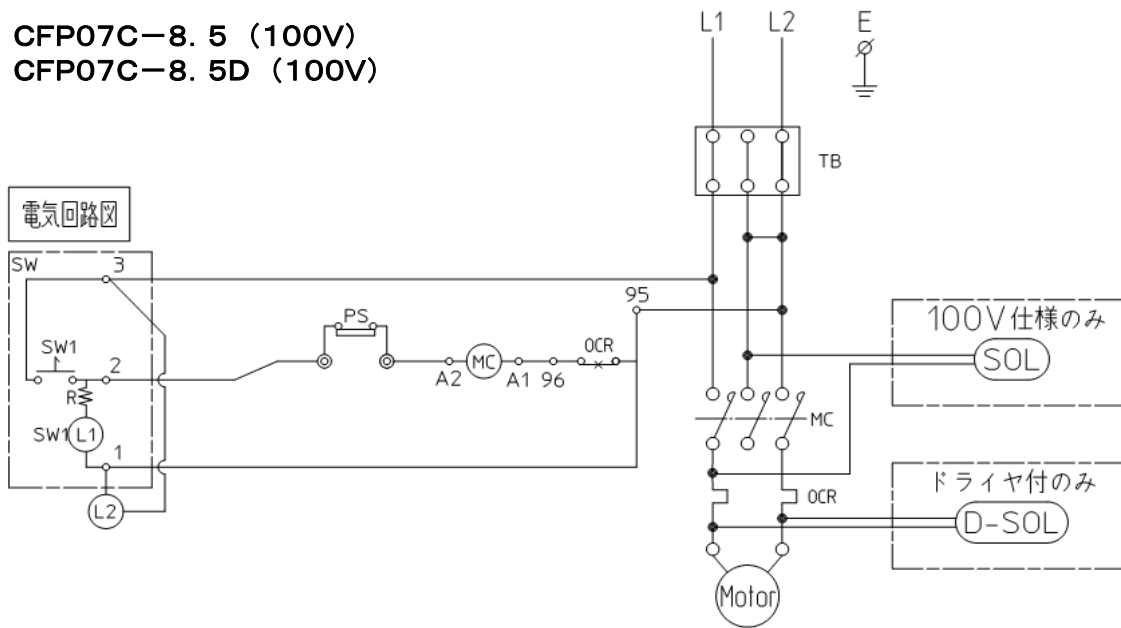 CFP07C-8.5 (100V)
CFP07C-8.5D (100V)
L1
L2
E
TB
電気回路図
SW
3
SW1
2
R
SW1
L1
1
L2
PS
A2
MC
A1
96
OCR
95
100V仕様のみ
SOL
MC
OCR
ドライヤ付のみ
D-SOL
Motor